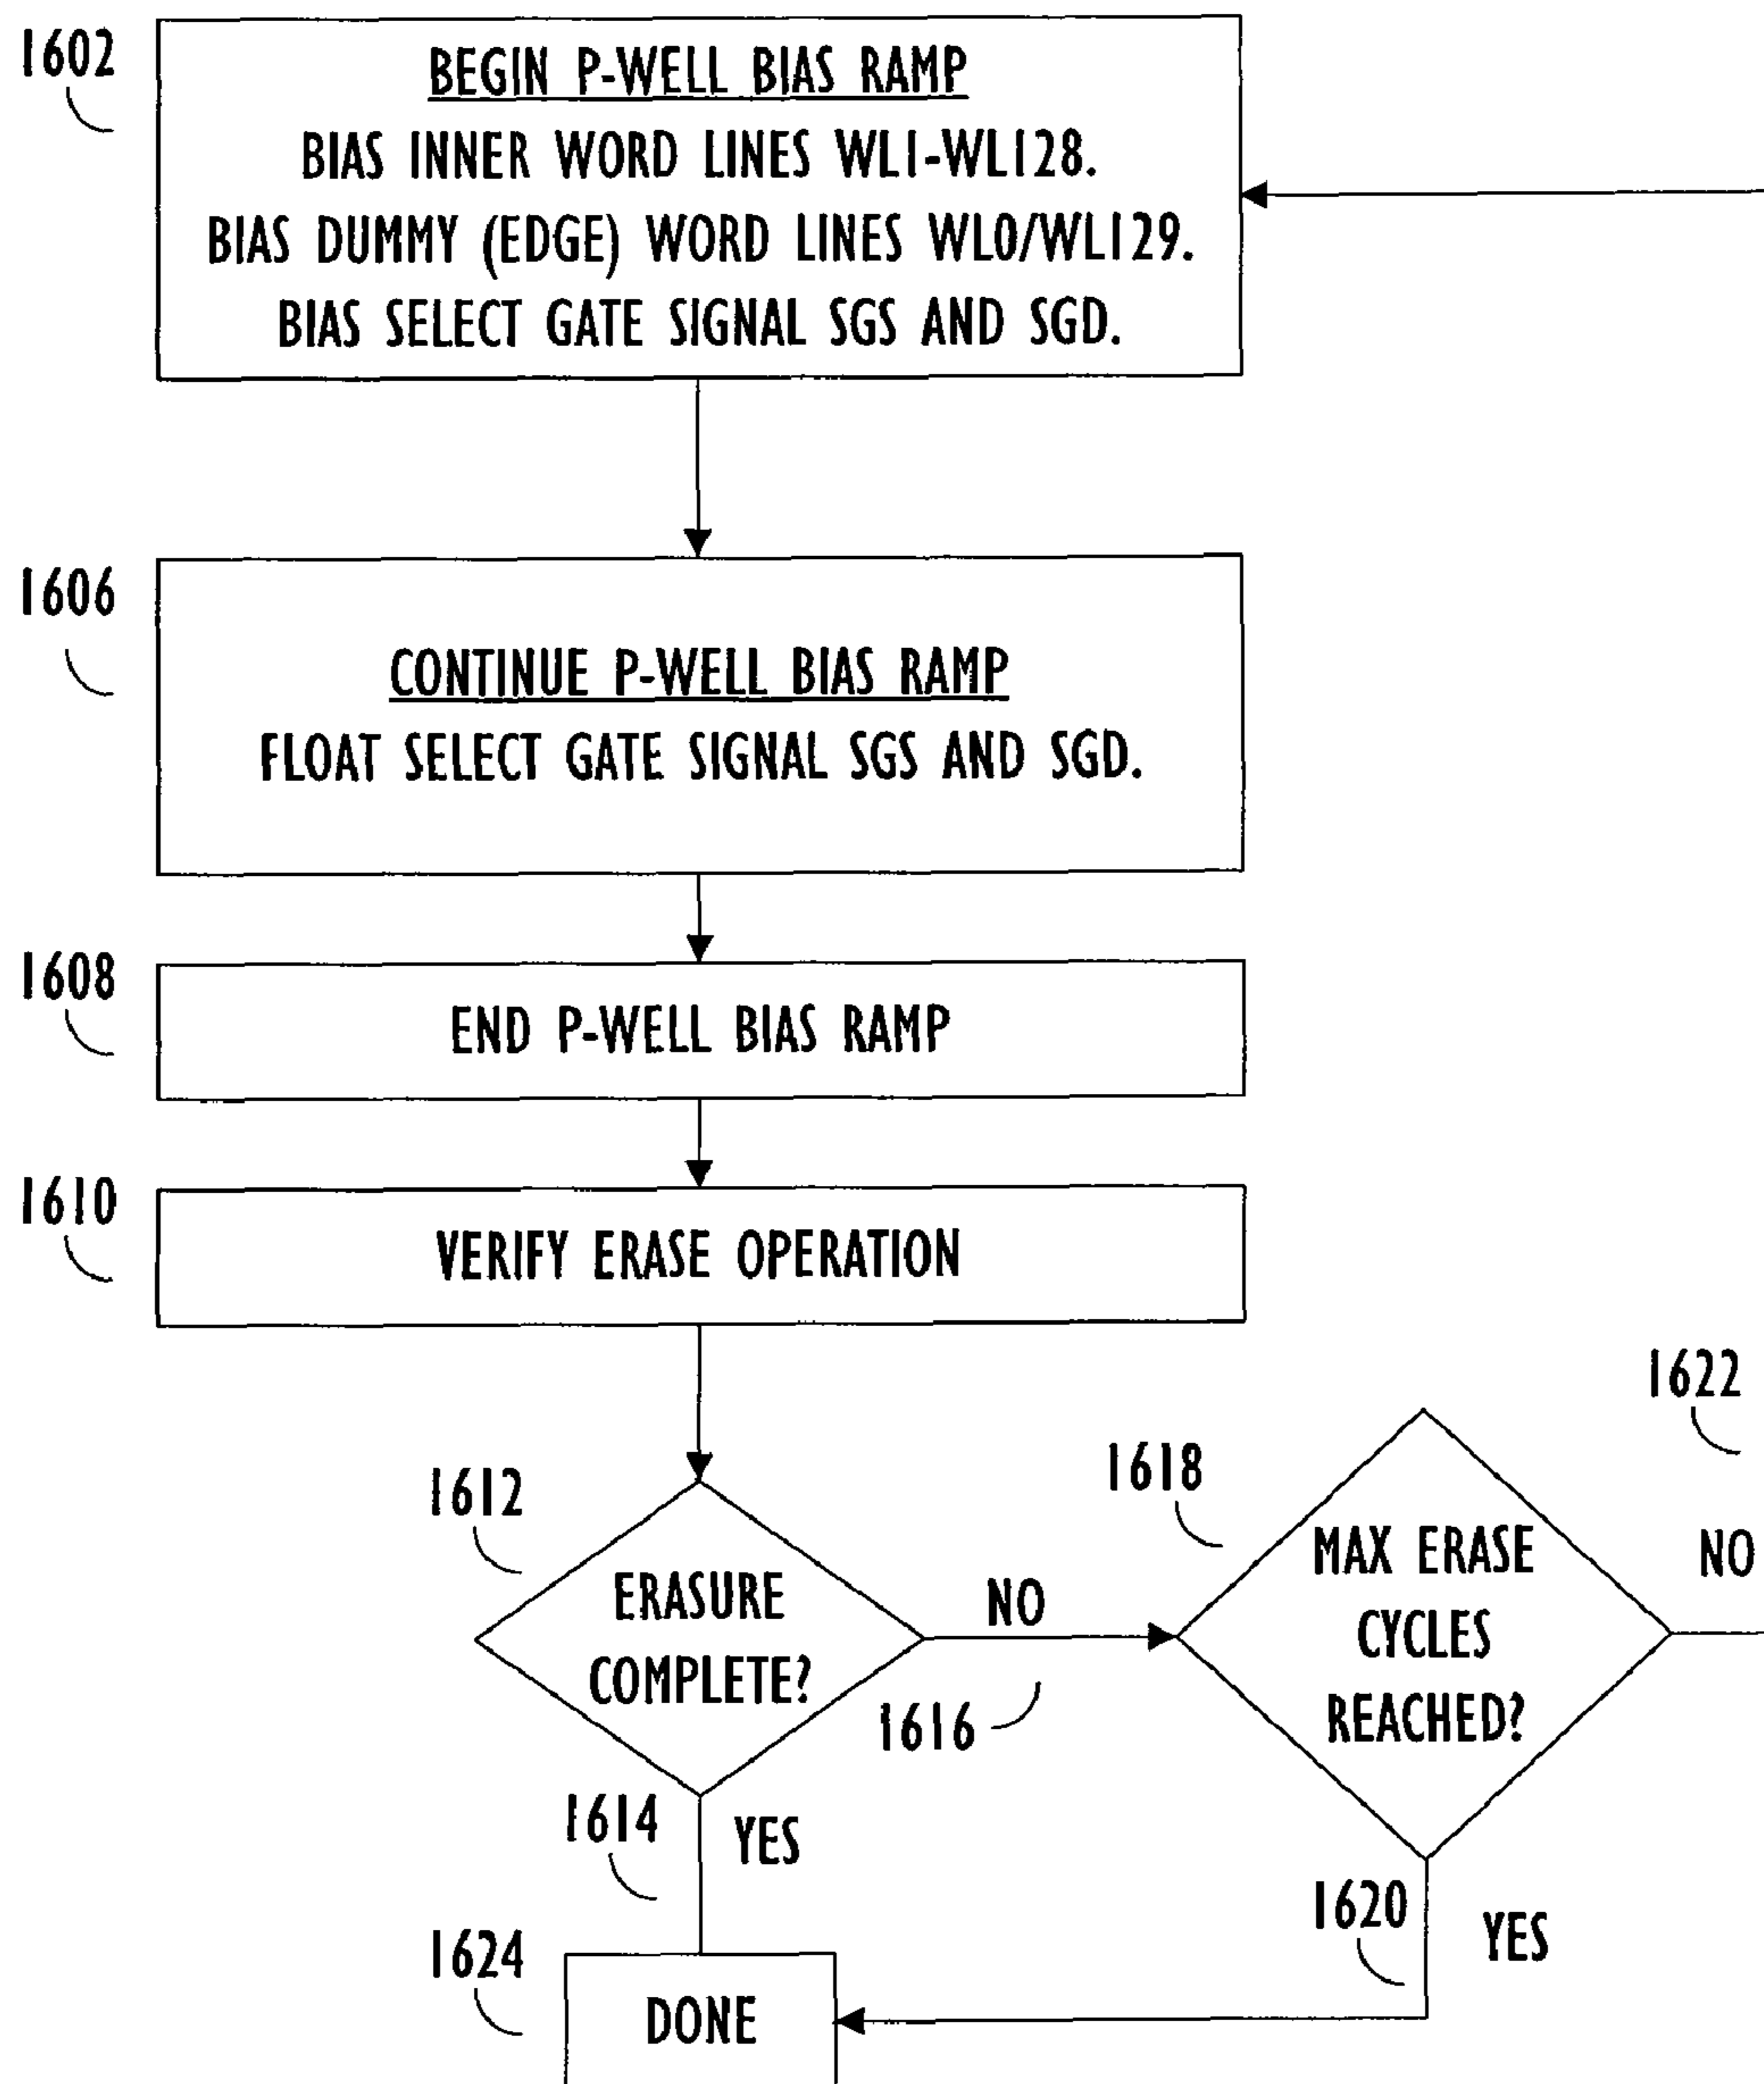 1602
BEGIN P-WELL BIAS RAMP
BIAS INNER WORD LINES WL1-WL128.
BIAS DUMMY (EDGE) WORD LINES WL0/WL129.
BIAS SELECT GATE SIGNAL SGS AND SGD.
1606
CONTINUE P-WELL BIAS RAMP
FLOAT SELECT GATE SIGNAL SGS AND SGD.
1608
END P-WELL BIAS RAMP
1610
VERIFY ERASE OPERATION
1612
ERASURE
COMPLETE?
NO
1616
1618
MAX ERASE
CYCLES
REACHED?
1622
NO
1614
YES
1620
YES
1624
DONE